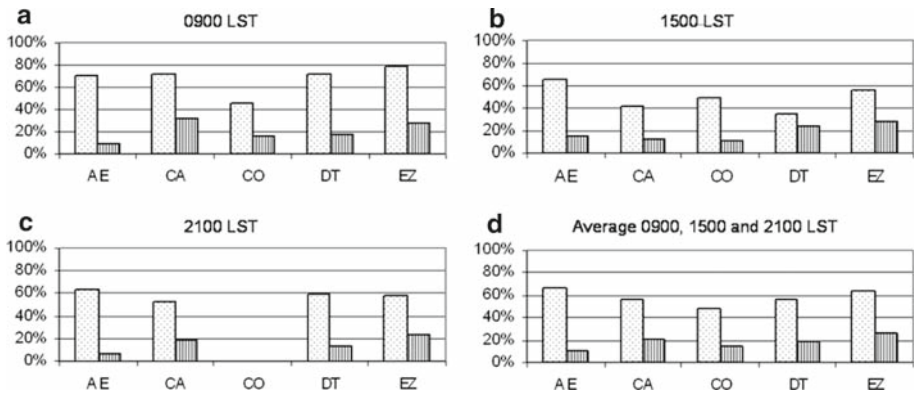 a
0900 LST
100%
80%
60%
40%
20%
0%
AE
CA
CO
DT
EZ
b
1500 LST
100%
80%
60%
40%
20%
0%
AE
CA
CO
DT
EZ
c
2100 LST
100%
80%
60%
40%
20%
0%
AE
CA
CO
DT
EZ
d
Average 0900, 1500 and 2100 LST
100%
80%
60%
40%
20%
0%
AE
CA
CO
DT
EZ